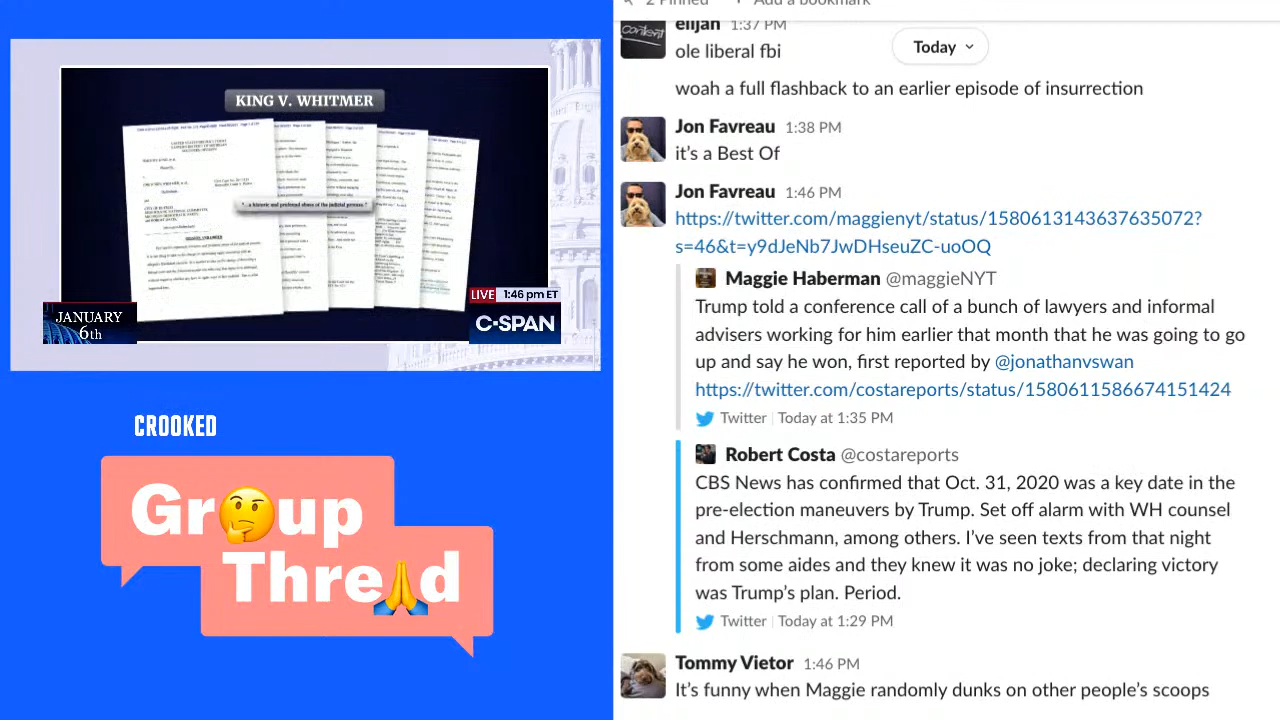 KING V. WHITMER
"... a historic and profound abuse of the judicial process."
JANUARY
6th
LIVE 1:46 pm ET
C-SPAN
CROOKED
Gr🤔up
Thre🙏d
2 Pinned + Add a bookmark
elijah 1:37 PM
Today
ole liberal fbi
woah a full flashback to an earlier episode of insurrection
Jon Favreau 1:38 PM
it's a Best Of
Jon Favreau 1:46 PM
https://twitter.com/maggienyt/status/1580613143637635072?
s=46&t=y9dJeNb7JwDHseuZC-uoOQ
Maggie Haberman @maggieNYT
Trump told a conference call of a bunch of lawyers and informal
advisers working for him earlier that month that he was going to go
up and say he won, first reported by @jonathanvswan
https://twitter.com/costareports/status/1580611586674151424
Twitter | Today at 1:35 PM
Robert Costa @costareports
CBS News has confirmed that Oct. 31, 2020 was a key date in the
pre-election maneuvers by Trump. Set off alarm with WH counsel
and Herschmann, among others. I've seen texts from that night
from some aides and they knew it was no joke; declaring victory
was Trump's plan. Period.
Twitter | Today at 1:29 PM
Tommy Vietor 1:46 PM
It's funny when Maggie randomly dunks on other people's scoops